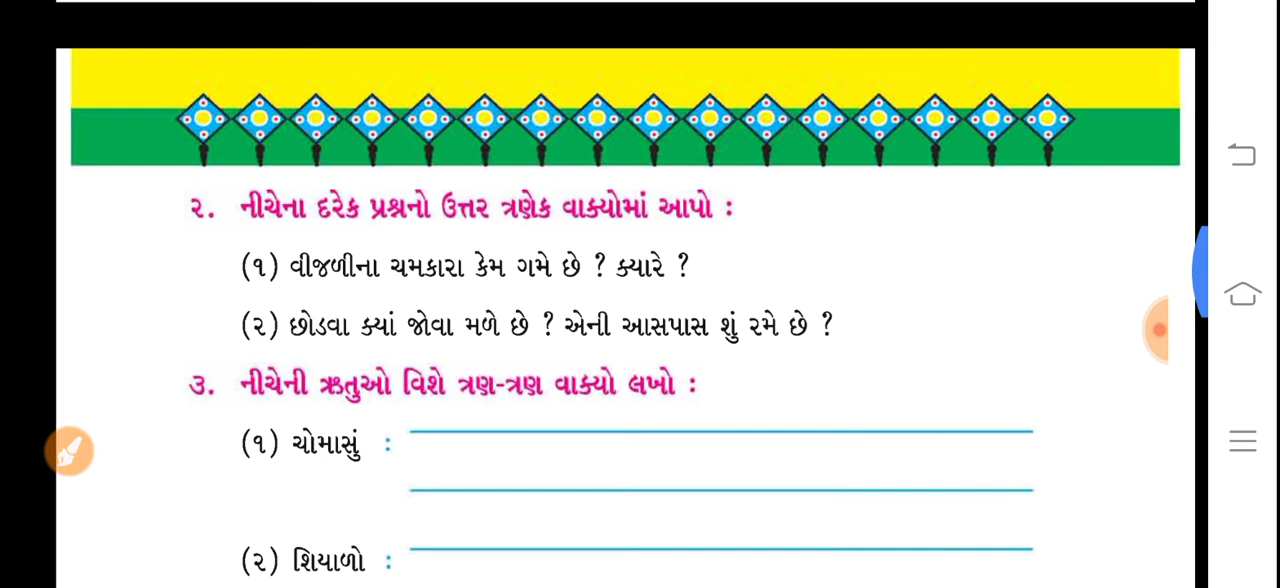 ૨. નીચેના દરેક પ્રશ્નનો ઉત્તર ત્રણેક વાક્યોમાં આપો :
(૧) વીજળીના ચમકારા કેમ ગમે છે ? ક્યારે ?
(૨) છોડવા ક્યાં જોવા મળે છે ? એની આસપાસ શું રમે છે ?
૩. નીચેની ઋતુઓ વિશે ત્રણ-ત્રણ વાક્યો લખો :
(૧) ચોમાસું :
(૨) શિયાળો :